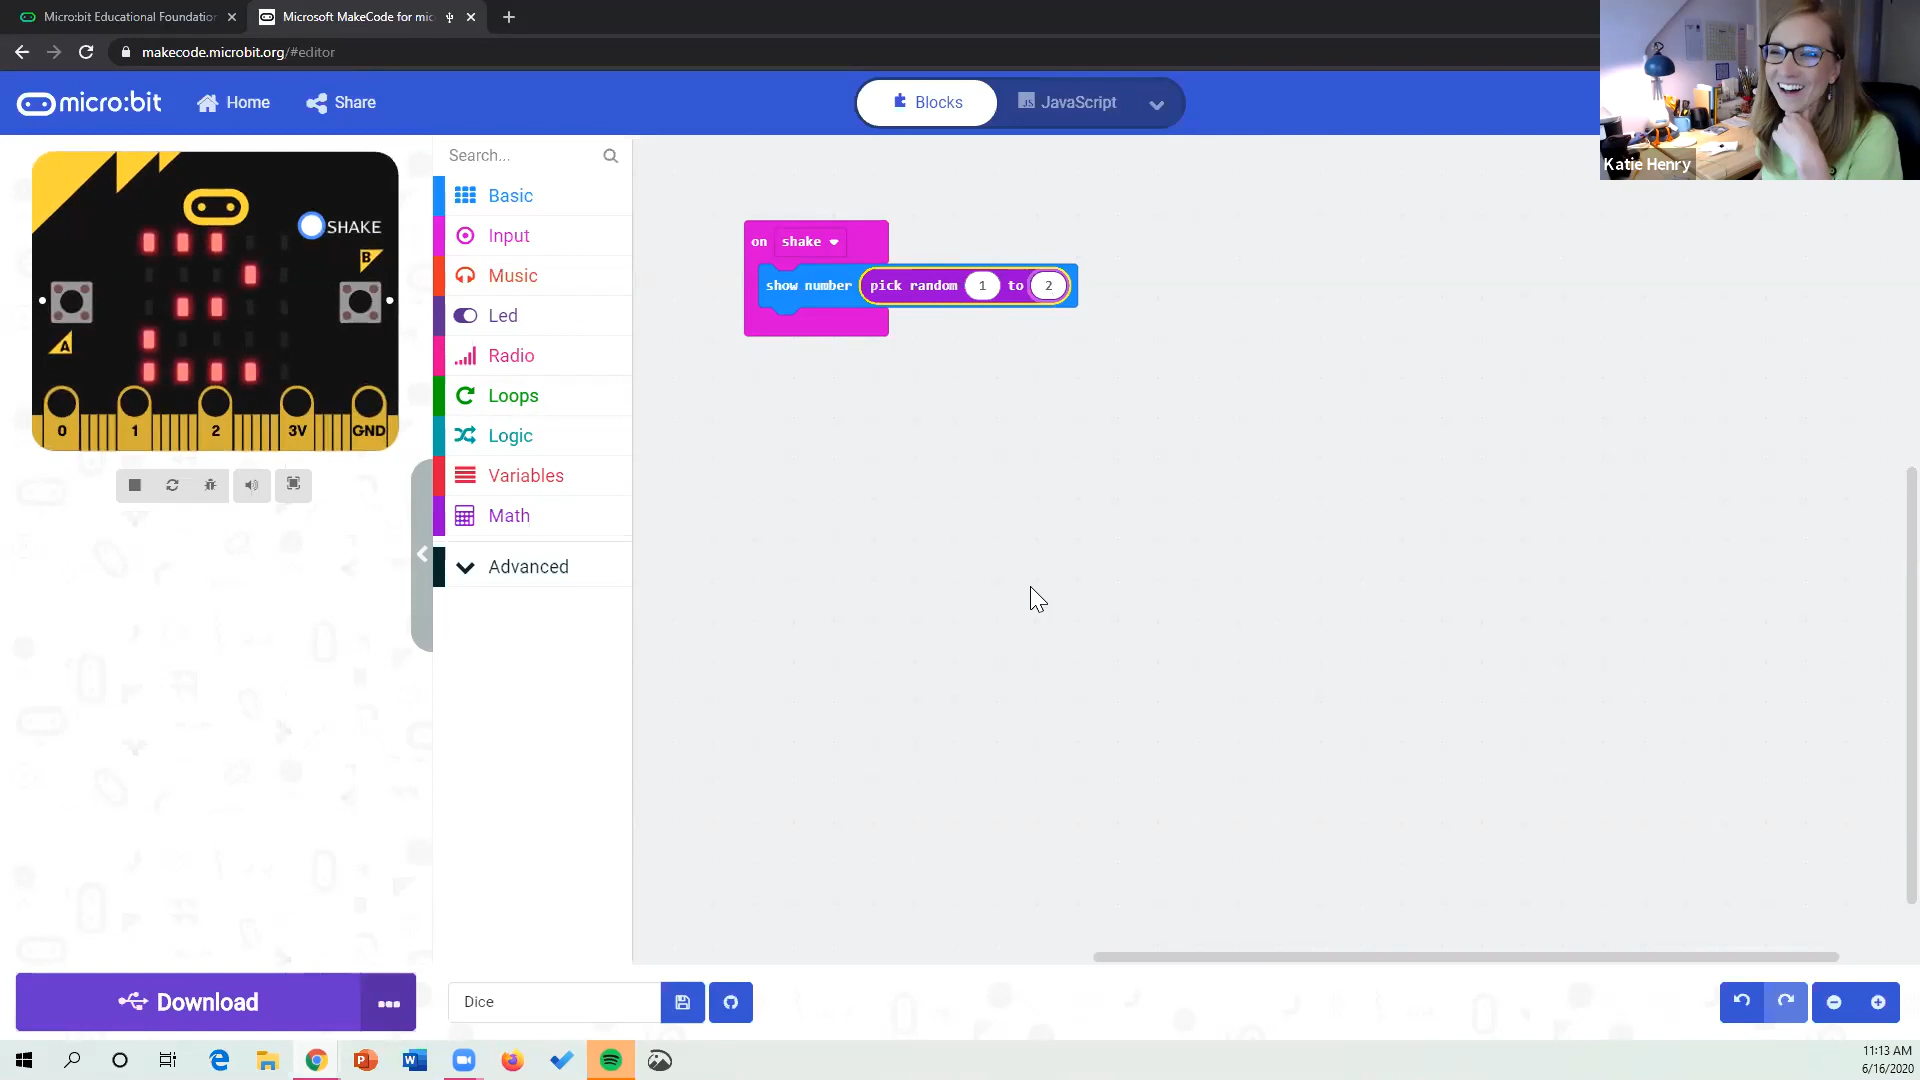 Micro:bit Educational Foundation
Microsoft MakeCode for mic
makecode.microbit.org/#editor
micro:bit
Home
Share
Blocks
JS
JavaScript
Katie Henry
SHAKE
B
A
0
1
2
3V
GND
Search...
Basic
Input
Music
Led
Radio
Loops
Logic
Variables
Math
Advanced
on shake
show number pick random 1 to 2
Download
Dice
11:13 AM
6/16/2020